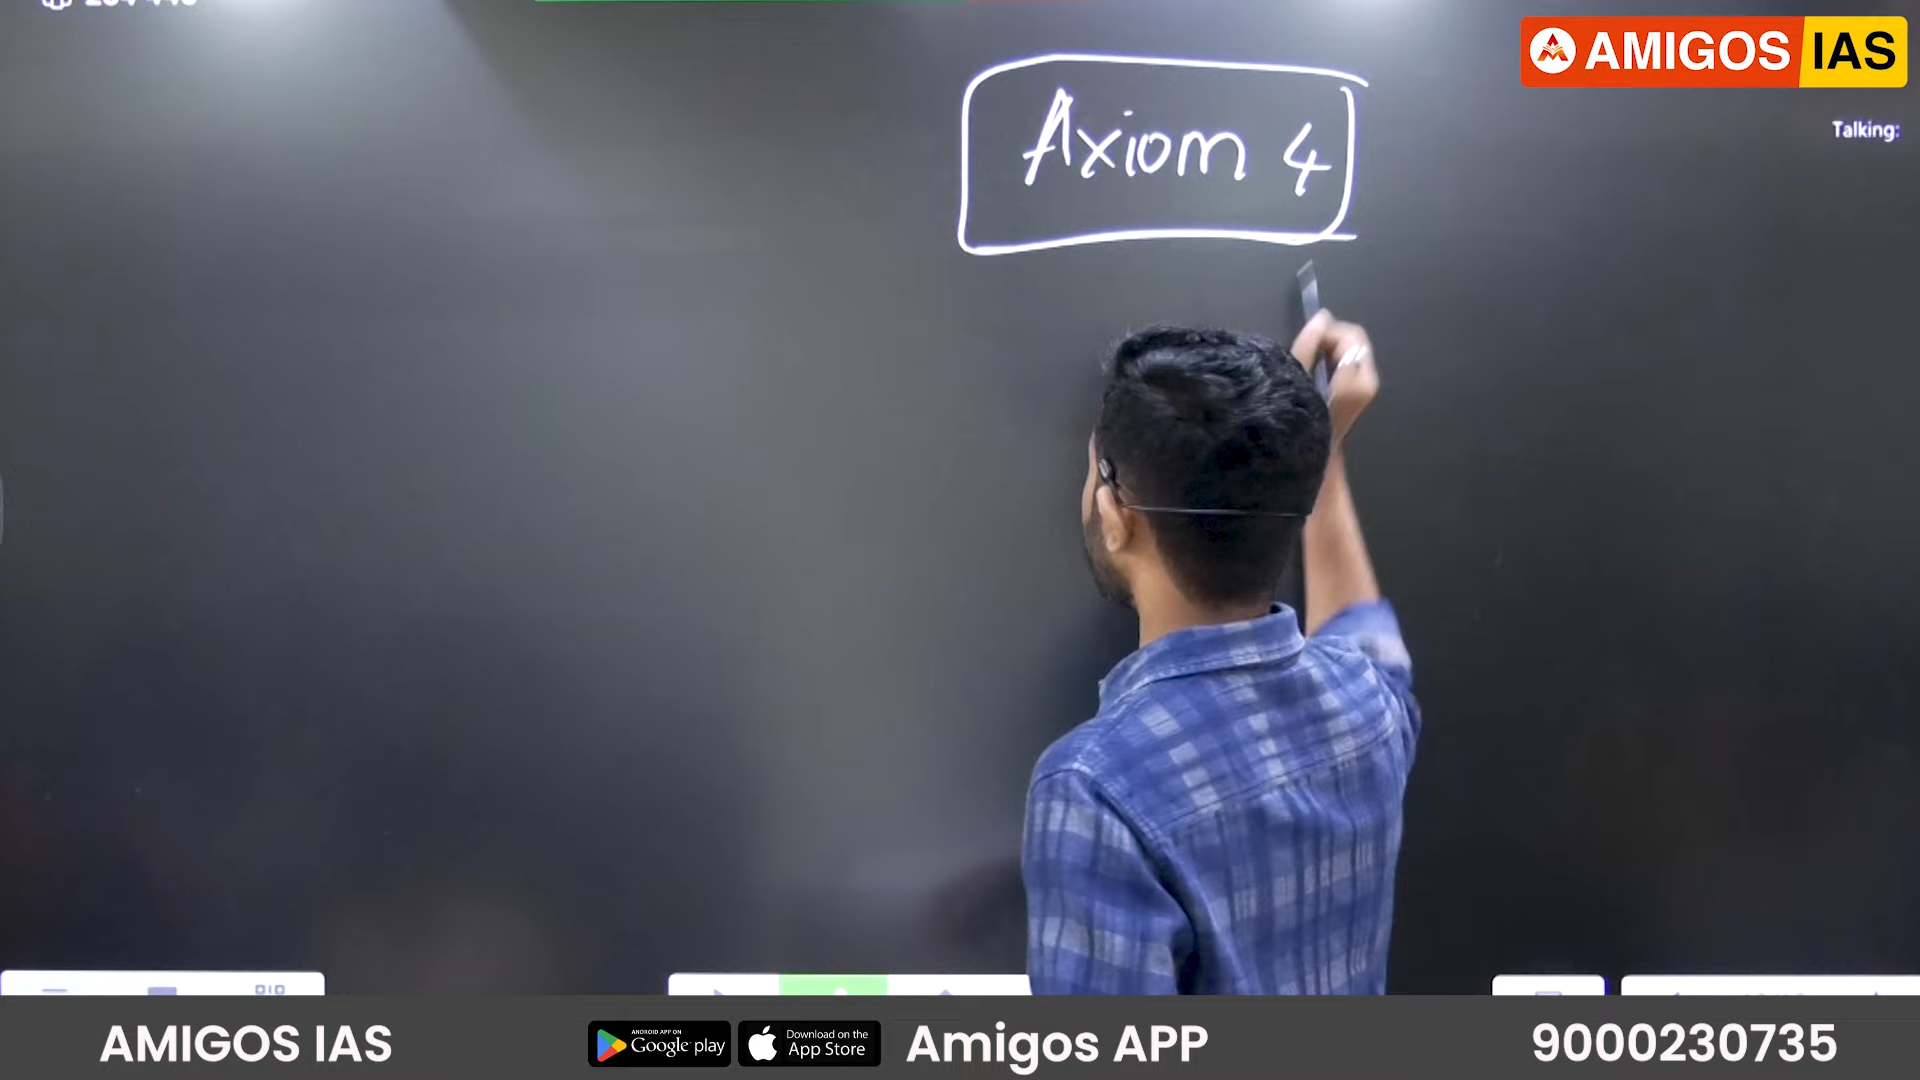 AMIGOS IAS
Talking:
Axiom 4
AMIGOS IAS
ANDROID APP ON
Google play
Download on the
App Store
Amigos APP
9000230735